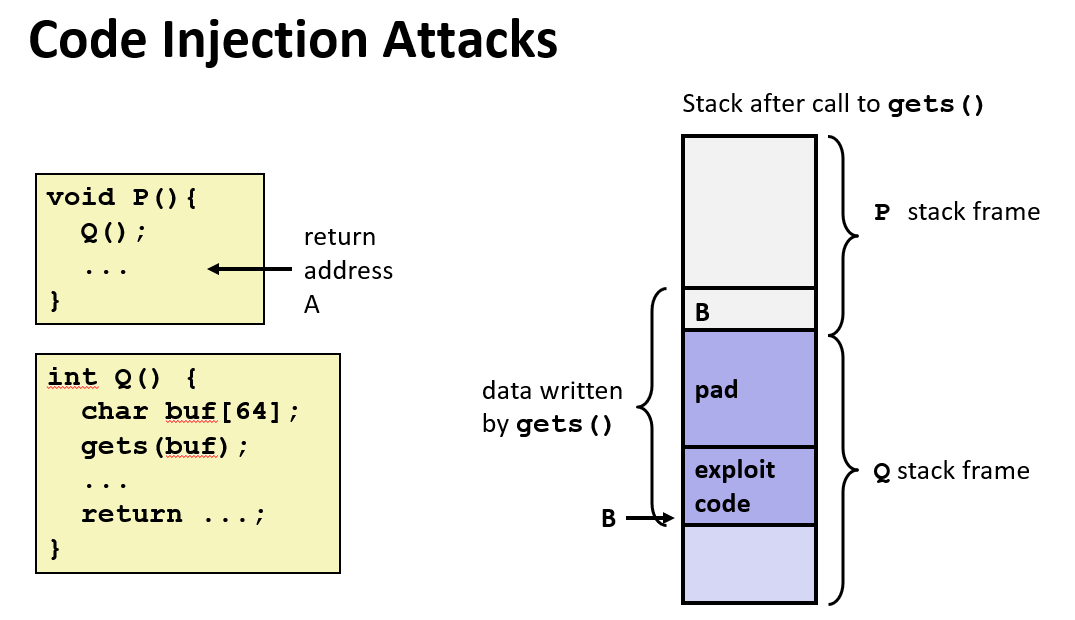 Code Injection Attacks
Stack after call to gets()
void P(){
Q();
...
}
return
address
A
int Q() {
char buf[64];
gets(buf);
...
return ...;
}
data written
by gets()
B
B
pad
exploit
code
P stack frame
Q stack frame